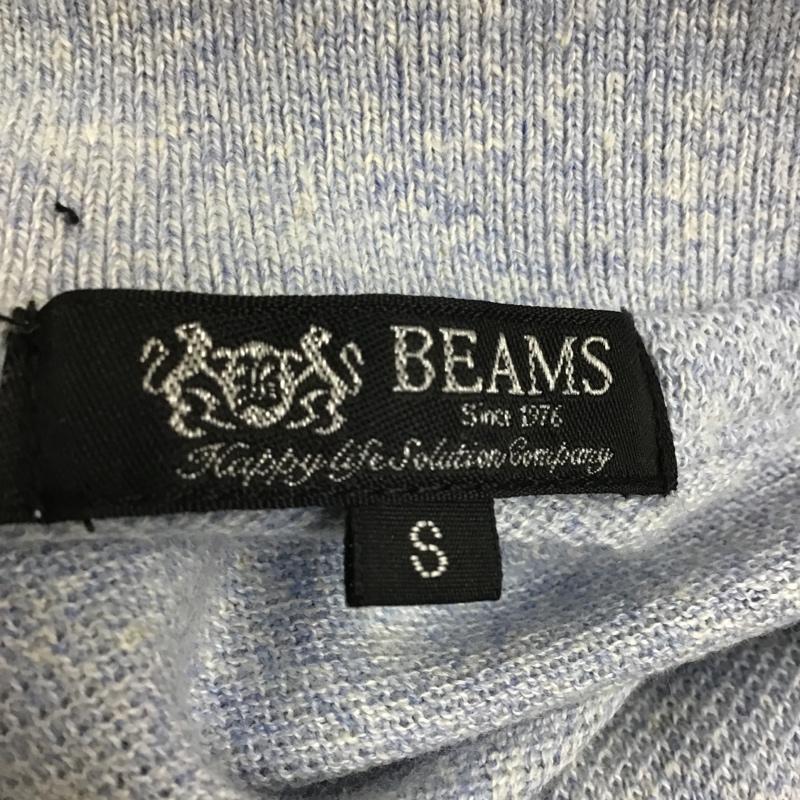 BEAMS
Since 1976
Happy life Solution Company
S